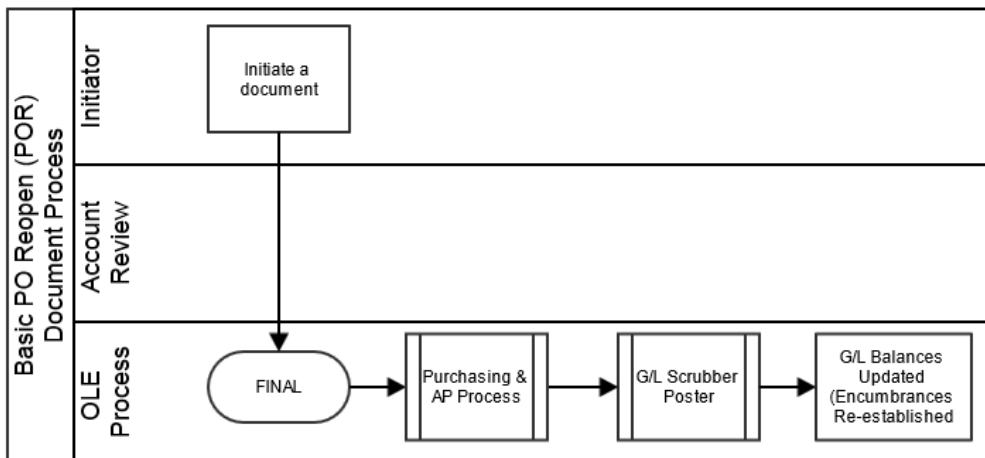 Basic PO Reopen (POR)
Document Process
Initiator
Initiate a
document
Account
Review
OLE
Process
FINAL
Purchasing &
AP Process
G/L Scrubber
Poster
G/L Balances
Updated
(Encumbrances
Re-established